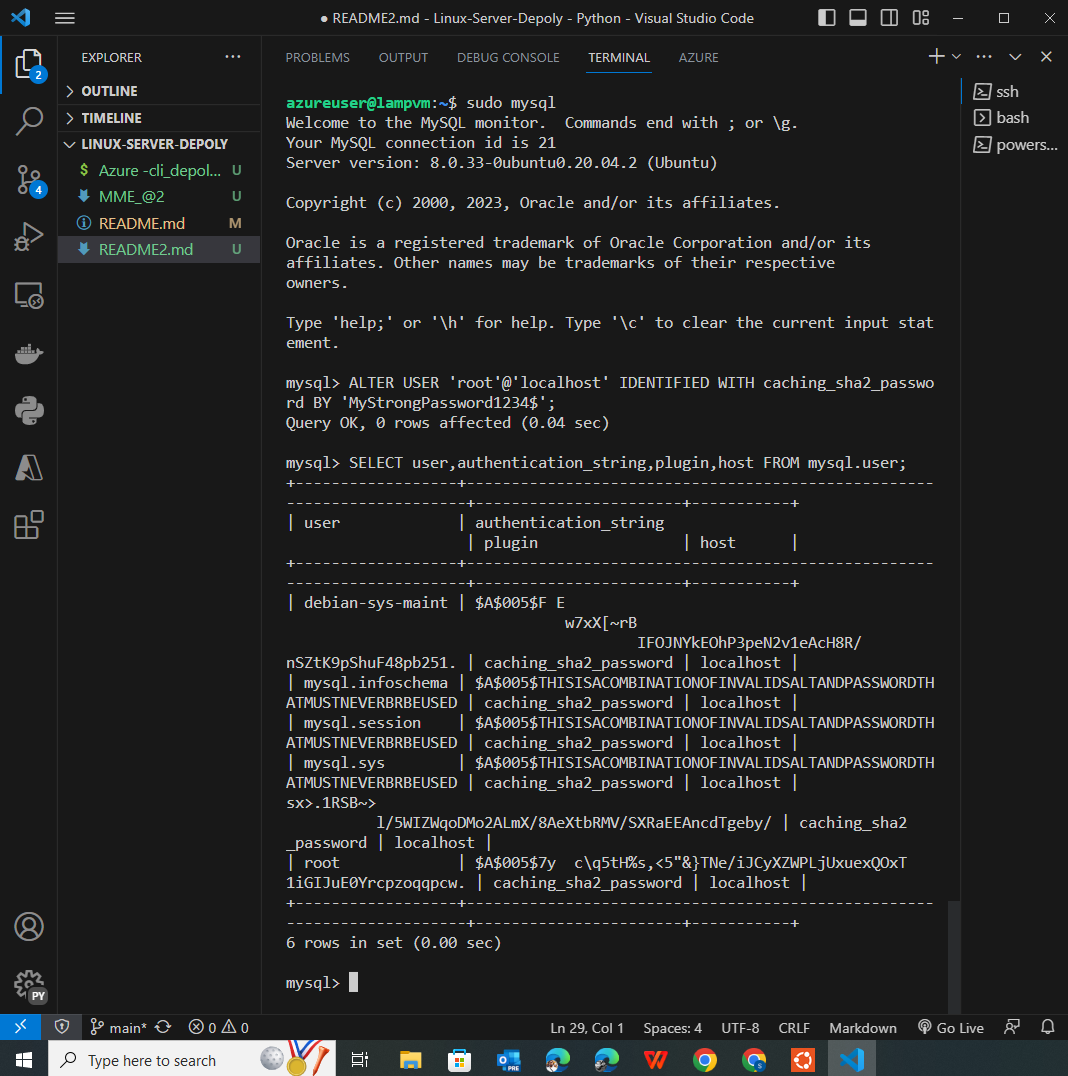 ● README2.md - Linux-Server-Depoly - Python - Visual Studio Code
EXPLORER
OUTLINE
TIMELINE
LINUX-SERVER-DEPOLY
$ Azure -cli_depol... U
MME_@2 U
README.md M
README2.md U
2
4
PY
PROBLEMS OUTPUT DEBUG CONSOLE TERMINAL AZURE
ssh
bash
powers...
azureuser@lampvm:~$ sudo mysql
Welcome to the MySQL monitor.  Commands end with ; or \g.
Your MySQL connection id is 21
Server version: 8.0.33-0ubuntu0.20.04.2 (Ubuntu)
Copyright (c) 2000, 2023, Oracle and/or its affiliates.
Oracle is a registered trademark of Oracle Corporation and/or its
affiliates. Other names may be trademarks of their respective
owners.
Type 'help;' or '\h' for help. Type '\c' to clear the current input stat
ement.
mysql> ALTER USER 'root'@'localhost' IDENTIFIED WITH caching_sha2_passwo
rd BY 'MyStrongPassword1234$';
Query OK, 0 rows affected (0.04 sec)
mysql> SELECT user,authentication_string,plugin,host FROM mysql.user;
+------------------+----------------------------------------------------
--------------------+-----------------------+-----------+
| user             | authentication_string
                    | plugin                | host      |
+------------------+----------------------------------------------------
--------------------+-----------------------+-----------+
| debian-sys-maint | $A$005$F E
w7xX[~rB
IFOJNYkEOhP3peN2v1eAcH8R/
nSZtK9pShuF48pb251. | caching_sha2_password | localhost |
| mysql.infoschema | $A$005$THISISACOMBINATIONOFINVALIDSALTANDPASSWORDTH
ATMUSTNEVERBRBEUSED | caching_sha2_password | localhost |
| mysql.session    | $A$005$THISISACOMBINATIONOFINVALIDSALTANDPASSWORDTH
ATMUSTNEVERBRBEUSED | caching_sha2_password | localhost |
| mysql.sys        | $A$005$THISISACOMBINATIONOFINVALIDSALTANDPASSWORDTH
ATMUSTNEVERBRBEUSED | caching_sha2_password | localhost |
sx>.1RSB~>
l/5WIZWqoDMo2ALmX/8AeXtbRMV/SXRaEEAncdTgeby/ | caching_sha2
_password | localhost |
| root             | $A$005$7y  c\q5tH%s,<5"&}TNe/iJCyXZWPLjUxuexQOxT
1iGIJuE0Yrcpzoqqpcw. | caching_sha2_password | localhost |
+------------------+----------------------------------------------------
--------------------+-----------------------+-----------+
6 rows in set (0.00 sec)
mysql>
main* 0 0 Ln 29, Col 1 Spaces: 4 UTF-8 CRLF Markdown Go Live
Type here to search
PRE